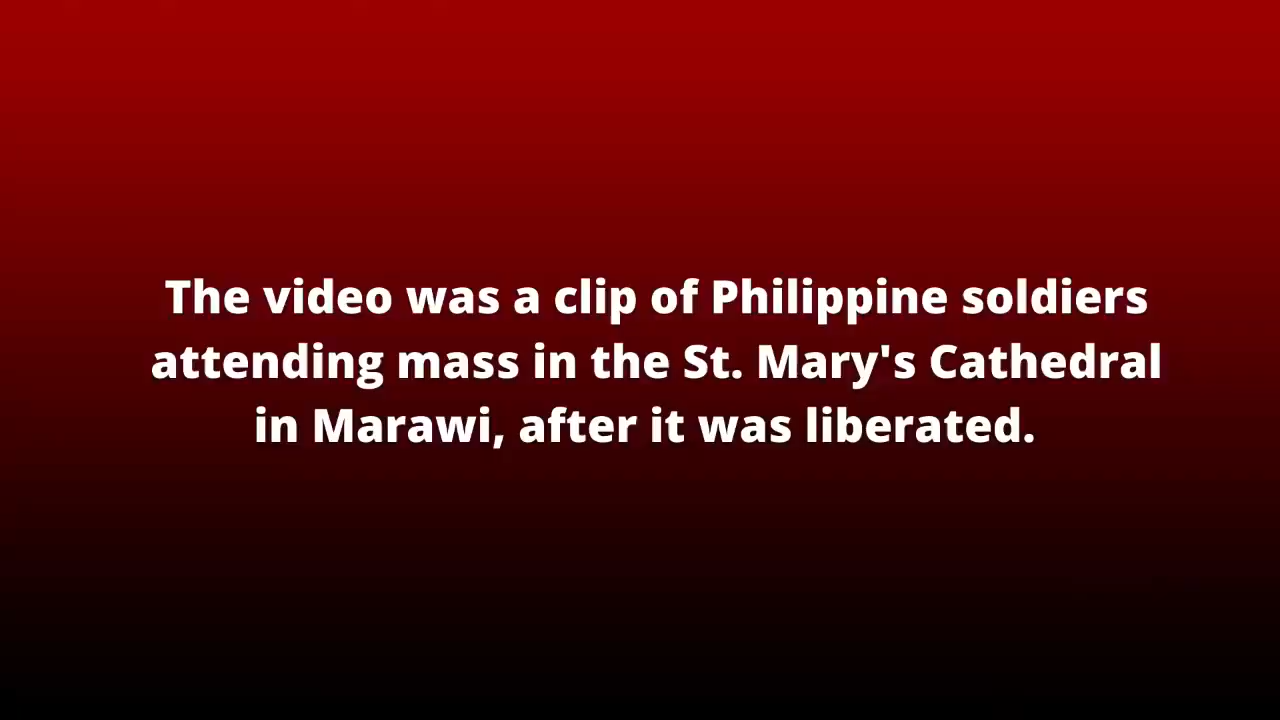 The video was a clip of Philippine soldiers
attending mass in the St. Mary's Cathedral
in Marawi, after it was liberated.